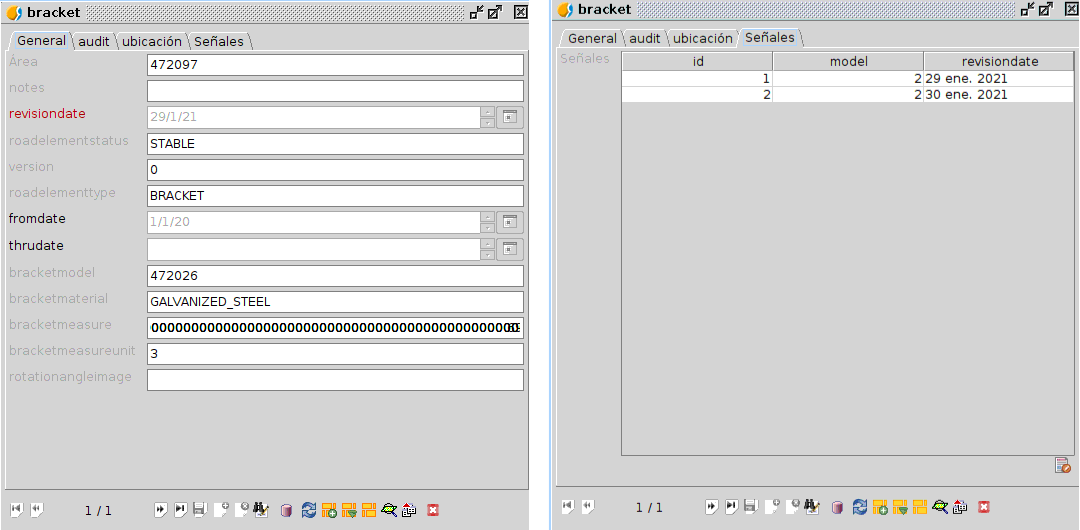 bracket
General audit ubicación Señales
Área 472097
notes
revisiondate 29/1/21
roadelementstatus STABLE
version 0
roadelementtype BRACKET
fromdate 1/1/20
thrudate
bracketmodel 472026
bracketmaterial GALVANIZED_STEEL
bracketmeasure
bracketmeasureunit 3
rotationangleimage
1 / 1
bracket
General audit ubicación Señales
Señales
id model revisiondate
1 2 29 ene. 2021
2 2 30 ene. 2021
1 / 1